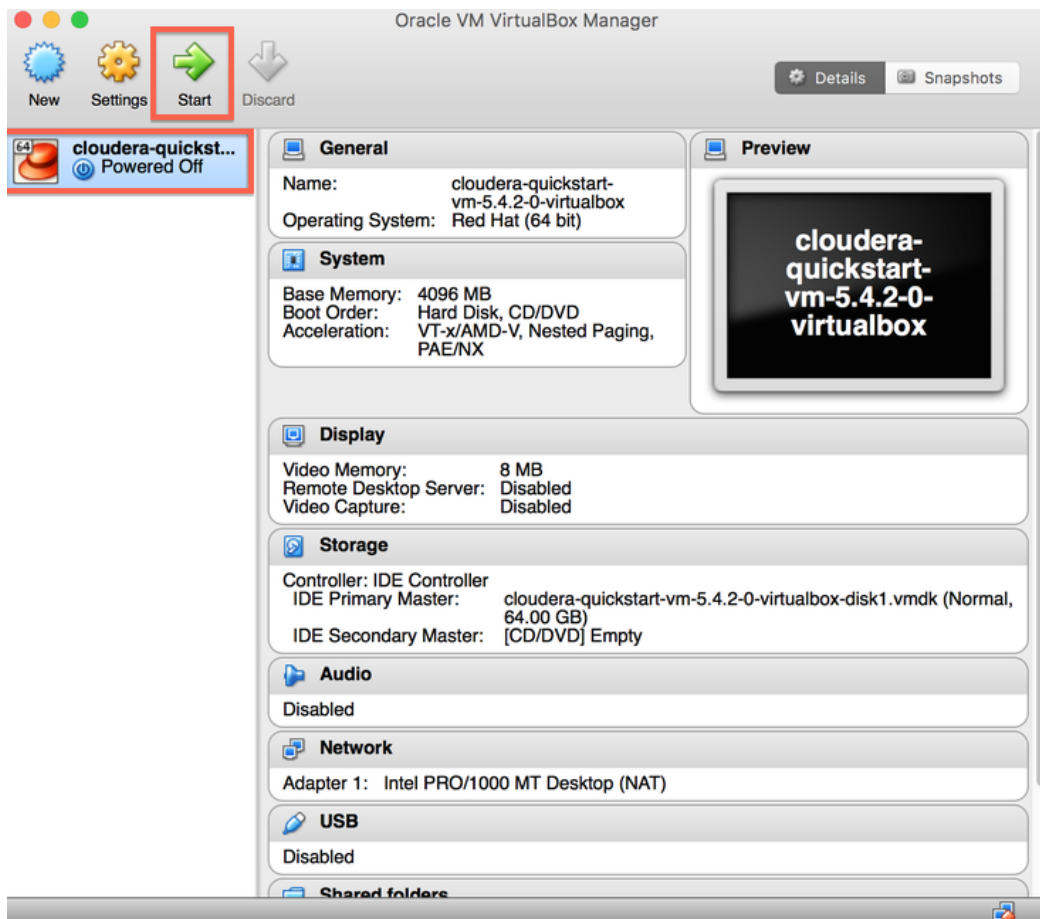 Oracle VM VirtualBox Manager
New Settings Start Discard
Details Snapshots
64
cloudera-quickst...
Powered Off
General
Name: cloudera-quickstart-
vm-5.4.2-0-virtualbox
Operating System: Red Hat (64 bit)
System
Base Memory: 4096 MB
Boot Order: Hard Disk, CD/DVD
Acceleration: VT-x/AMD-V, Nested Paging,
PAE/NX
Preview
cloudera-
quickstart-
vm-5.4.2-0-
virtualbox
Display
Video Memory: 8 MB
Remote Desktop Server: Disabled
Video Capture: Disabled
Storage
Controller: IDE Controller
IDE Primary Master: cloudera-quickstart-vm-5.4.2-0-virtualbox-disk1.vmdk (Normal,
64.00 GB)
IDE Secondary Master: [CD/DVD] Empty
Audio
Disabled
Network
Adapter 1: Intel PRO/1000 MT Desktop (NAT)
USB
Disabled
Shared folders